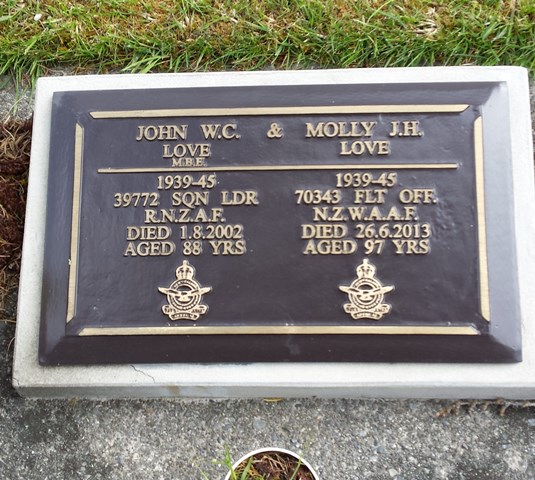 JOHN W.C. & MOLLY J.H.
LOVE LOVE
M.B.E.
1939-45 1939-45
39772 SQN LDR 70343 FLT OFF.
R.N.Z.A.F. N.Z.W.A.A.F.
DIED 1.8.2002 DIED 26.6.2013
AGED 88 YRS AGED 97 YRS